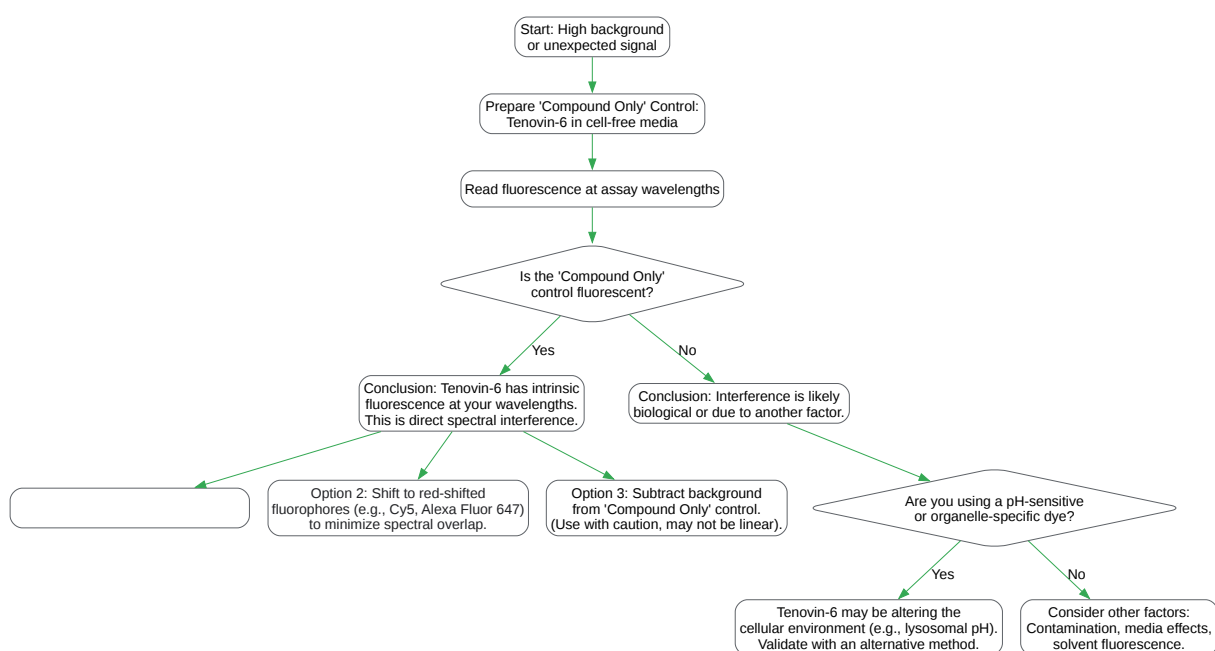 Start: High background
or unexpected signal
Prepare 'Compound Only' Control:
Tenovin-6 in cell-free media
Read fluorescence at assay wavelengths
Is the 'Compound Only'
control fluorescent?
Yes
No
Conclusion: Tenovin-6 has intrinsic
fluorescence at your wavelengths.
This is direct spectral interference.
Conclusion: Interference is likely
biological or due to another factor.
Option 2: Shift to red-shifted
fluorophores (e.g., Cy5, Alexa Fluor 647)
to minimize spectral overlap.
Option 3: Subtract background
from 'Compound Only' control.
(Use with caution, may not be linear).
Are you using a pH-sensitive
or organelle-specific dye?
Yes
No
Tenovin-6 may be altering the
cellular environment (e.g., lysosomal pH).
Validate with an alternative method.
Consider other factors:
Contamination, media effects,
solvent fluorescence.